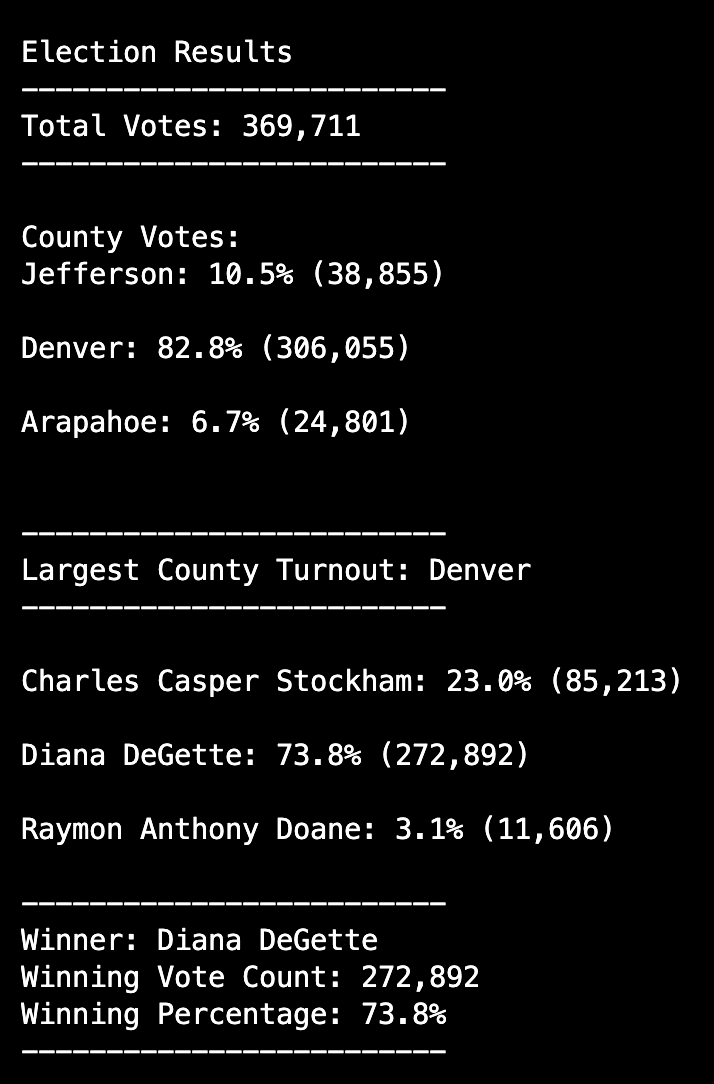 Election Results
-------------------------
Total Votes: 369,711
-------------------------
County Votes:
Jefferson: 10.5% (38,855)
Denver: 82.8% (306,055)
Arapahoe: 6.7% (24,801)
-------------------------
Largest County Turnout: Denver
-------------------------
Charles Casper Stockham: 23.0% (85,213)
Diana DeGette: 73.8% (272,892)
Raymon Anthony Doane: 3.1% (11,606)
-------------------------
Winner: Diana DeGette
Winning Vote Count: 272,892
Winning Percentage: 73.8%
-------------------------